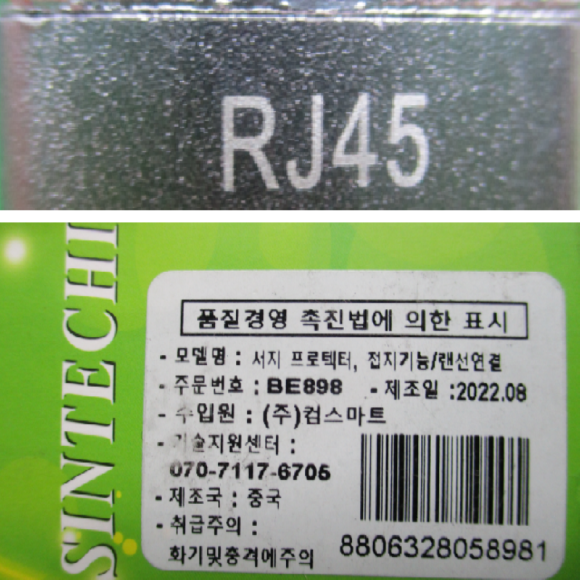 RJ45
SINTECHI
품질경영 촉진법에 의한 표시
- 모델명 : 서지 프로텍터, 접지기능/랜선연결
- 주문번호 : BE898 - 제조일 :2022.08
- 수입원 : (주)컴스마트
- 기술지원센터 :
070-7117-6705
- 제조국 : 중국
- 취급주의 :
화기및충격에주의
8806328058981